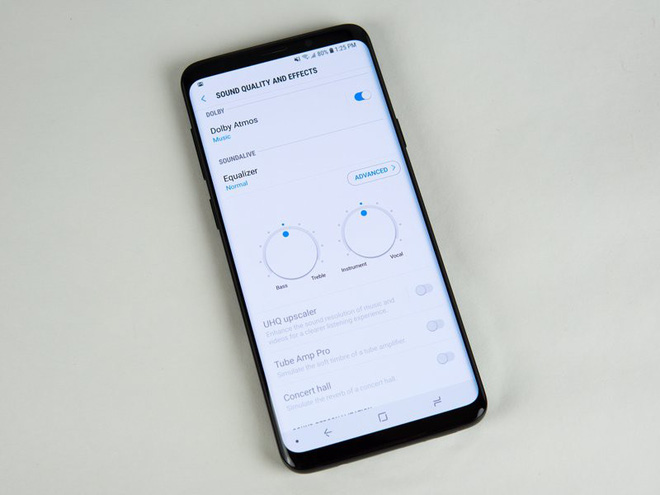 80% 1:25 PM
SOUND QUALITY AND EFFECTS
DOLBY
Dolby Atmos
Music
SOUNDALIVE
Equalizer
Normal
ADVANCED
Bass Treble Instrument Vocal
UHQ upscaler
Enhance the sound resolution of music and
videos for a clearer listening experience.
Tube Amp Pro
Simulate the soft timbre of a tube amplifier.
Concert hall
Simulate the reverb of a concert hall.